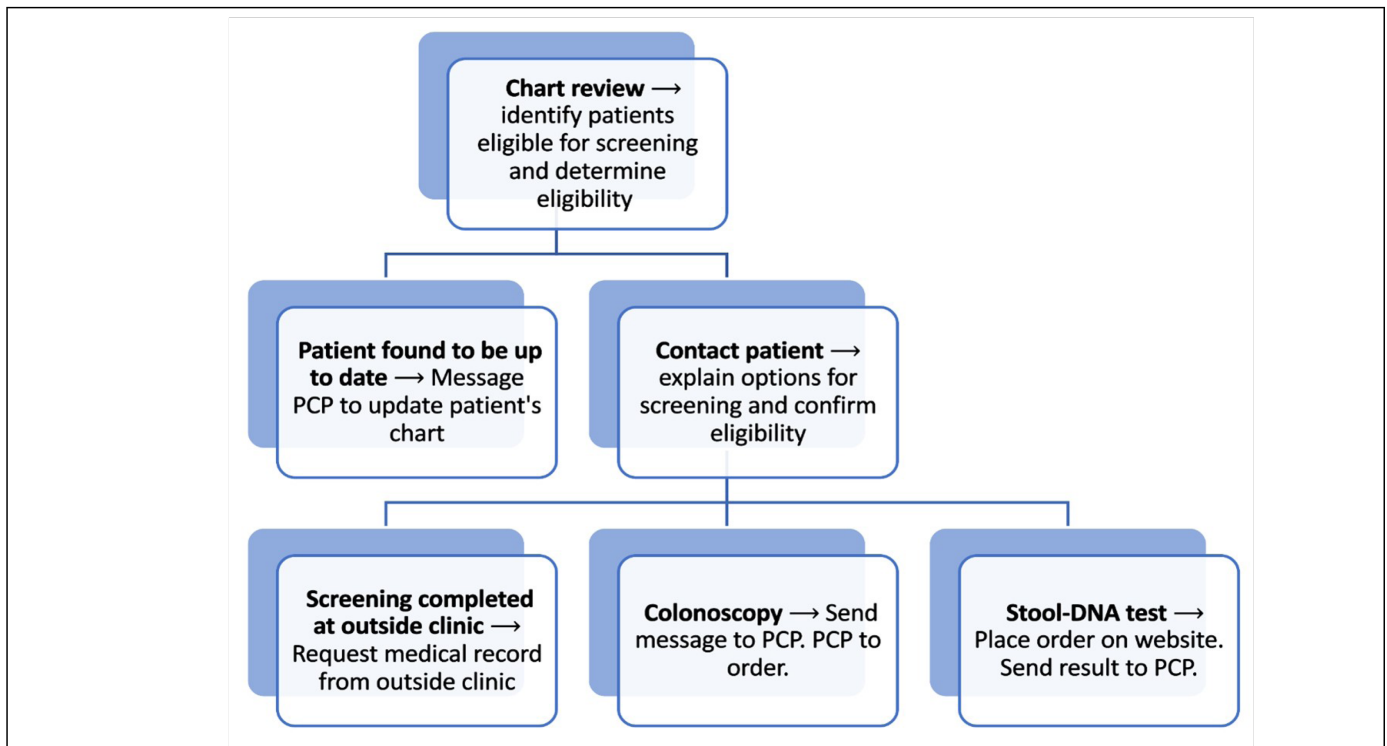 Chart review ⟶
identify patients
eligible for screening
and determine
eligibility
Patient found to be up
to date ⟶ Message
PCP to update patient's
chart
Contact patient ⟶
explain options for
screening and confirm
eligibility
Screening completed
at outside clinic ⟶
Request medical record
from outside clinic
Colonoscopy ⟶ Send
message to PCP. PCP to
order.
Stool-DNA test ⟶
Place order on website.
Send result to PCP.